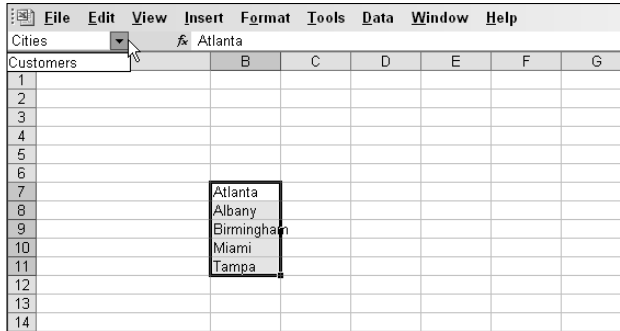 File Edit View Insert Format Tools Data Window Help
Cities fx Atlanta
Customers B C D E F G
1
2
3
4
5
6
7 Atlanta
8 Albany
9 Birmingham
10 Miami
11 Tampa
12
13
14